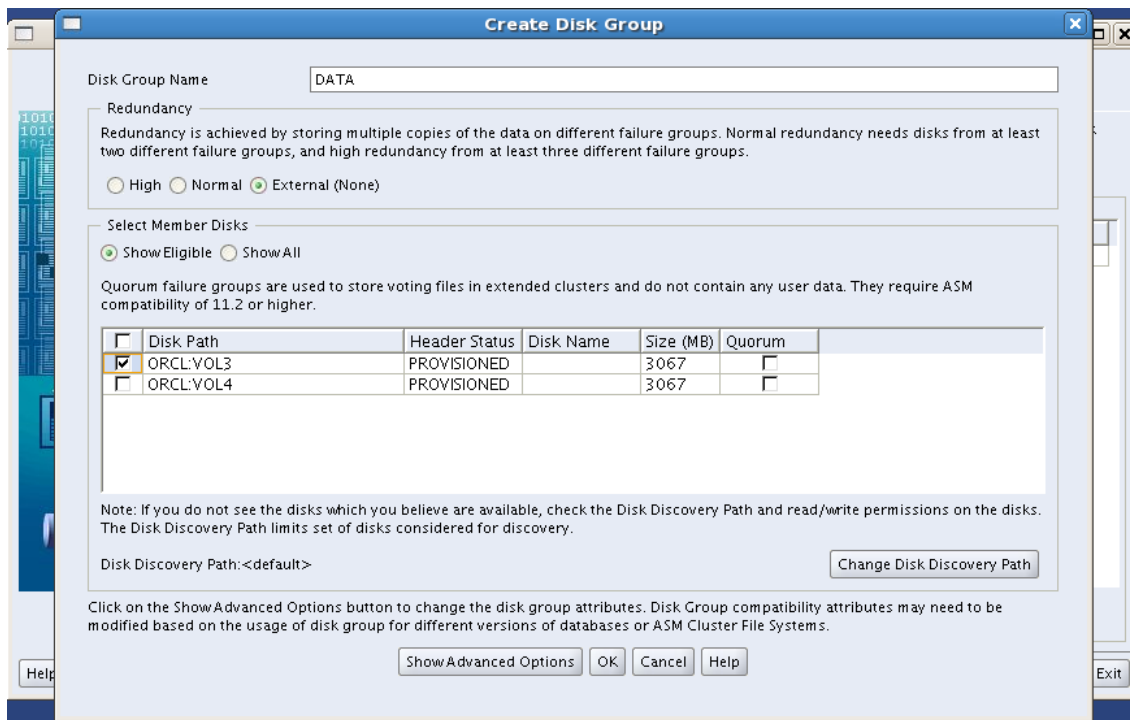 Create Disk Group
Disk Group Name DATA
Redundancy
Redundancy is achieved by storing multiple copies of the data on different failure groups. Normal redundancy needs disks from at least
two different failure groups, and high redundancy from at least three different failure groups.
High Normal External (None)
Select Member Disks
Show Eligible Show All
Quorum failure groups are used to store voting files in extended clusters and do not contain any user data. They require ASM
compatibility of 11.2 or higher.
Disk Path Header Status Disk Name Size (MB) Quorum
ORCL:VOL3 PROVISIONED 3067
ORCL:VOL4 PROVISIONED 3067
Note: If you do not see the disks which you believe are available, check the Disk Discovery Path and read/write permissions on the disks.
The Disk Discovery Path limits set of disks considered for discovery.
Disk Discovery Path:<default> Change Disk Discovery Path
Click on the Show Advanced Options button to change the disk group attributes. Disk Group compatibility attributes may need to be
modified based on the usage of disk group for different versions of databases or ASM Cluster File Systems.
Show Advanced Options OK Cancel Help
Help Exit